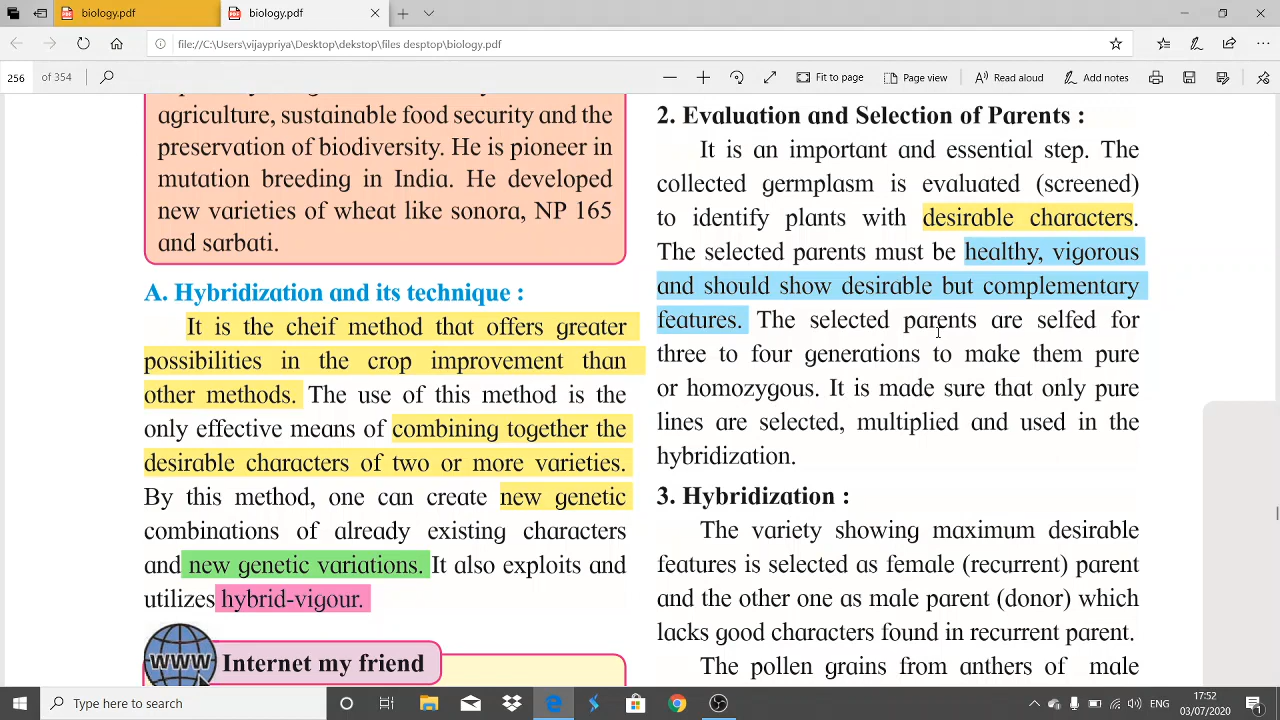 biology.pdf
biology.pdf
file://C:\Users\vijaypriya\Desktop\dekstop\files desptop\biology.pdf
256 of 354
Fit to page
Page view
Read aloud
Add notes
agriculture, sustainable food security and the
preservation of biodiversity. He is pioneer in
mutation breeding in India. He developed
new varieties of wheat like sonora, NP 165
and sarbati.
A. Hybridization and its technique :
It is the cheif method that offers greater
possibilities in the crop improvement than
other methods. The use of this method is the
only effective means of combining together the
desirable characters of two or more varieties.
By this method, one can create new genetic
combinations of already existing characters
and new genetic variations. It also exploits and
utilizes hybrid-vigour.
www
Internet my friend
2. Evaluation and Selection of Parents :
It is an important and essential step. The
collected germplasm is evaluated (screened)
to identify plants with desirable characters.
The selected parents must be healthy, vigorous
and should show desirable but complementary
features. The selected parents are selfed for
three to four generations to make them pure
or homozygous. It is made sure that only pure
lines are selected, multiplied and used in the
hybridization.
3. Hybridization :
The variety showing maximum desirable
features is selected as female (recurrent) parent
and the other one as male parent (donor) which
lacks good characters found in recurrent parent.
The pollen grains from anthers of male
Type here to search
ENG
17:52
03/07/2020
1